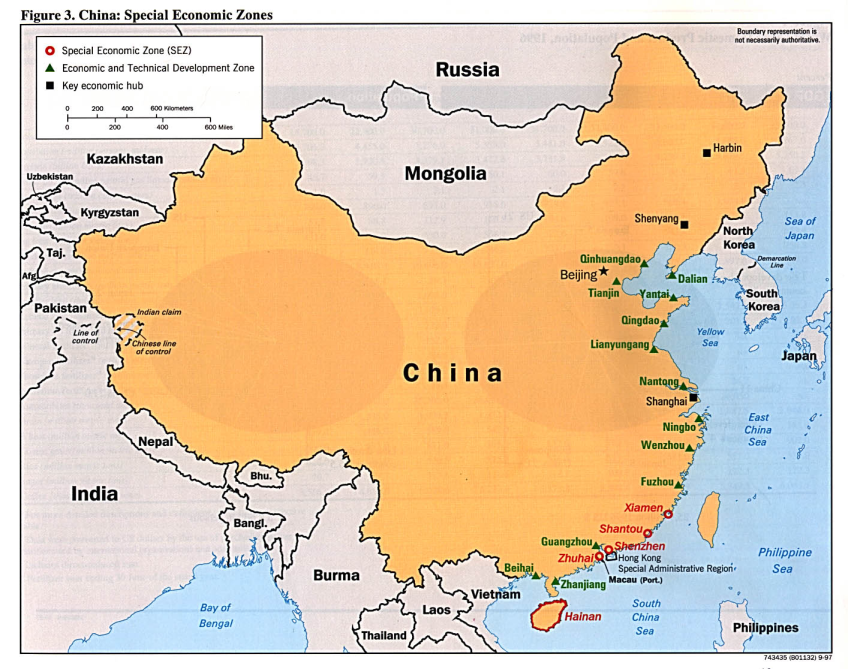 Figure 3. China: Special Economic Zones
Boundary representation is
not necessarily authoritative.
Special Economic Zone (SEZ)
Economic and Technical Development Zone
Key economic hub
0 200 400 600 Kilometers
0 200 400 600 Miles
Russia
Kazakhstan
Mongolia
Uzbekistan
Kyrgyzstan
Taj.
Afg
Pakistan
Indian claim
Line of
control
Chinese line
of control
Harbin
Shenyang
North
Korea
Sea of
Japan
Demarcation
Line
South
Korea
Qinhuangdao
Beijing
Tianjin
Dalian
Yantai
Qingdao
Yellow
Sea
Japan
Lianyungang
China
Nantong
Shanghai
Ningbo
East
China
Sea
Wenzhou
Nepal
Bhu.
India
Bangl.
Fuzhou
Xiamen
Shantou
Guangzhou
Shenzhen
Zhuhai
Hong Kong
Special Administrative Region
Macau (Port.)
Philippine
Sea
Burma
Beihai
Zhanjiang
Vietnam
Laos
Hainan
Bay of
Bengal
South
China
Sea
Thailand
Philippines
743435 (B01132) 9-97